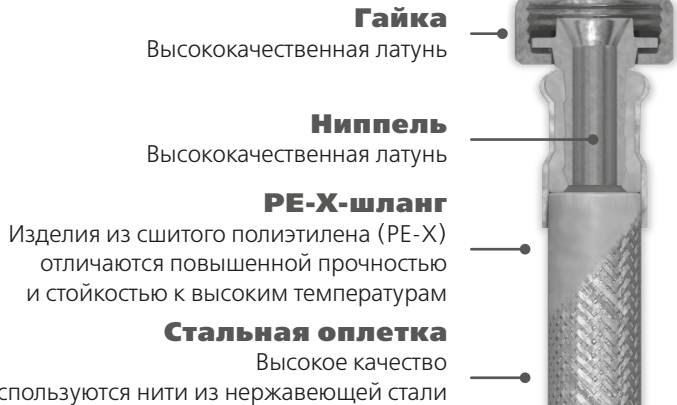 Гайка
Высококачественная латунь
Ниппель
Высококачественная латунь
PE-X-шланг
Изделия из сшитого полиэтилена (PE-X)
отличаются повышенной прочностью
и стойкостью к высоким температурам
Стальная оплетка
Высокое качество
спользуются нити из нержавеющей стали